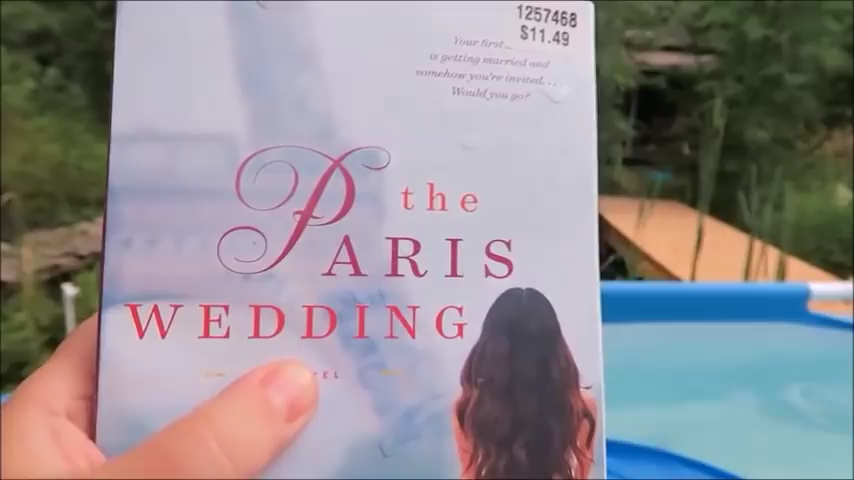 1257468
$11.49
Your first
is getting married and
somehow you're invited. . . .
Would you go?
the
PARIS
WEDDING
VEL